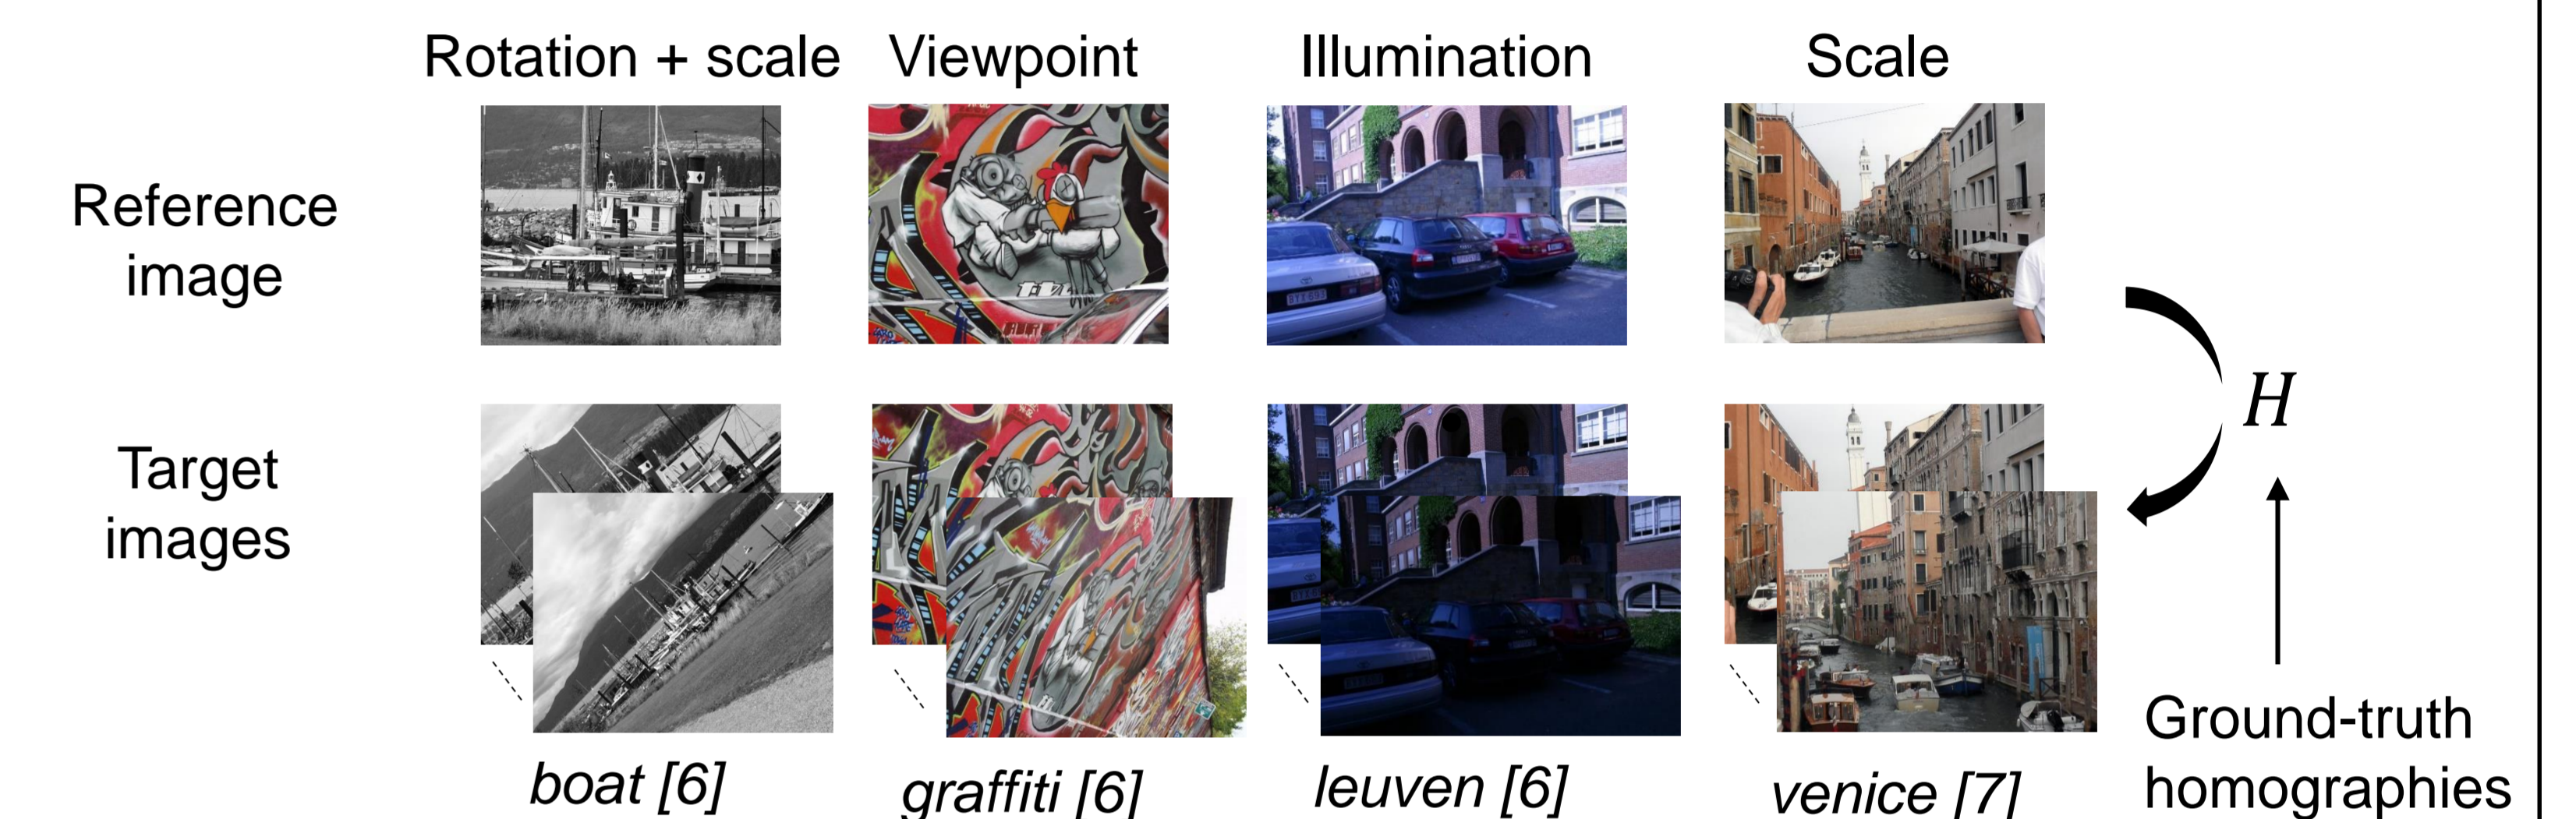 Rotation + scale Viewpoint Illumination Scale
Reference
image
H
Target
images
Ground-truth
homographies
boat [6] graffiti [6] leuven [6] venice [7]